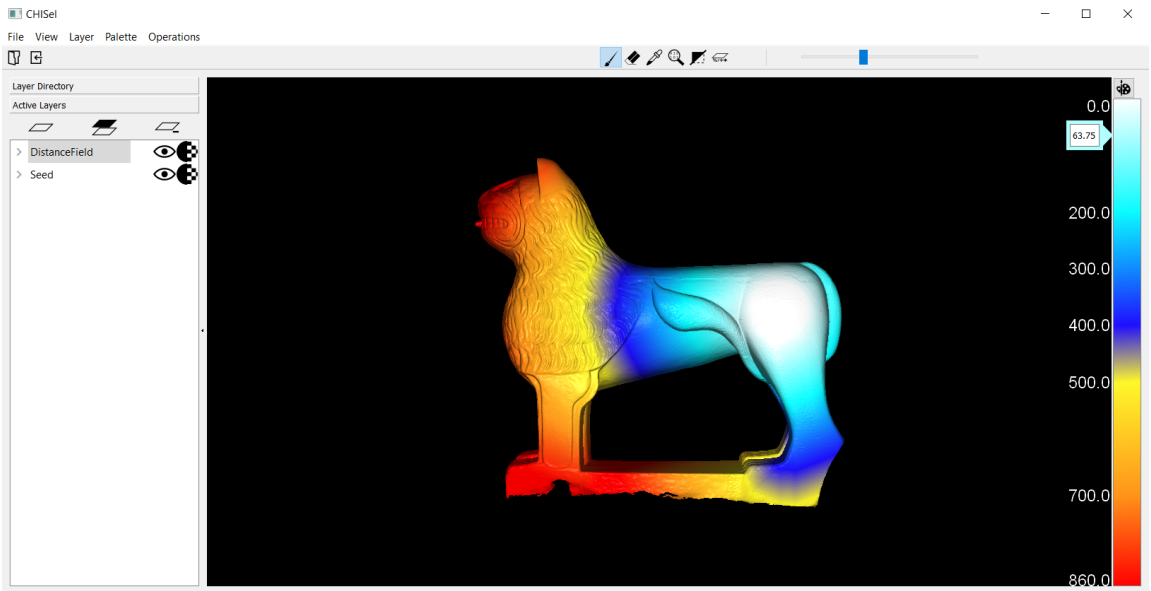 CHISel
File View Layer Palette Operations
Layer Directory
Active Layers
DistanceField
Seed
0.0
63.75
200.0
300.0
400.0
500.0
700.0
860.0